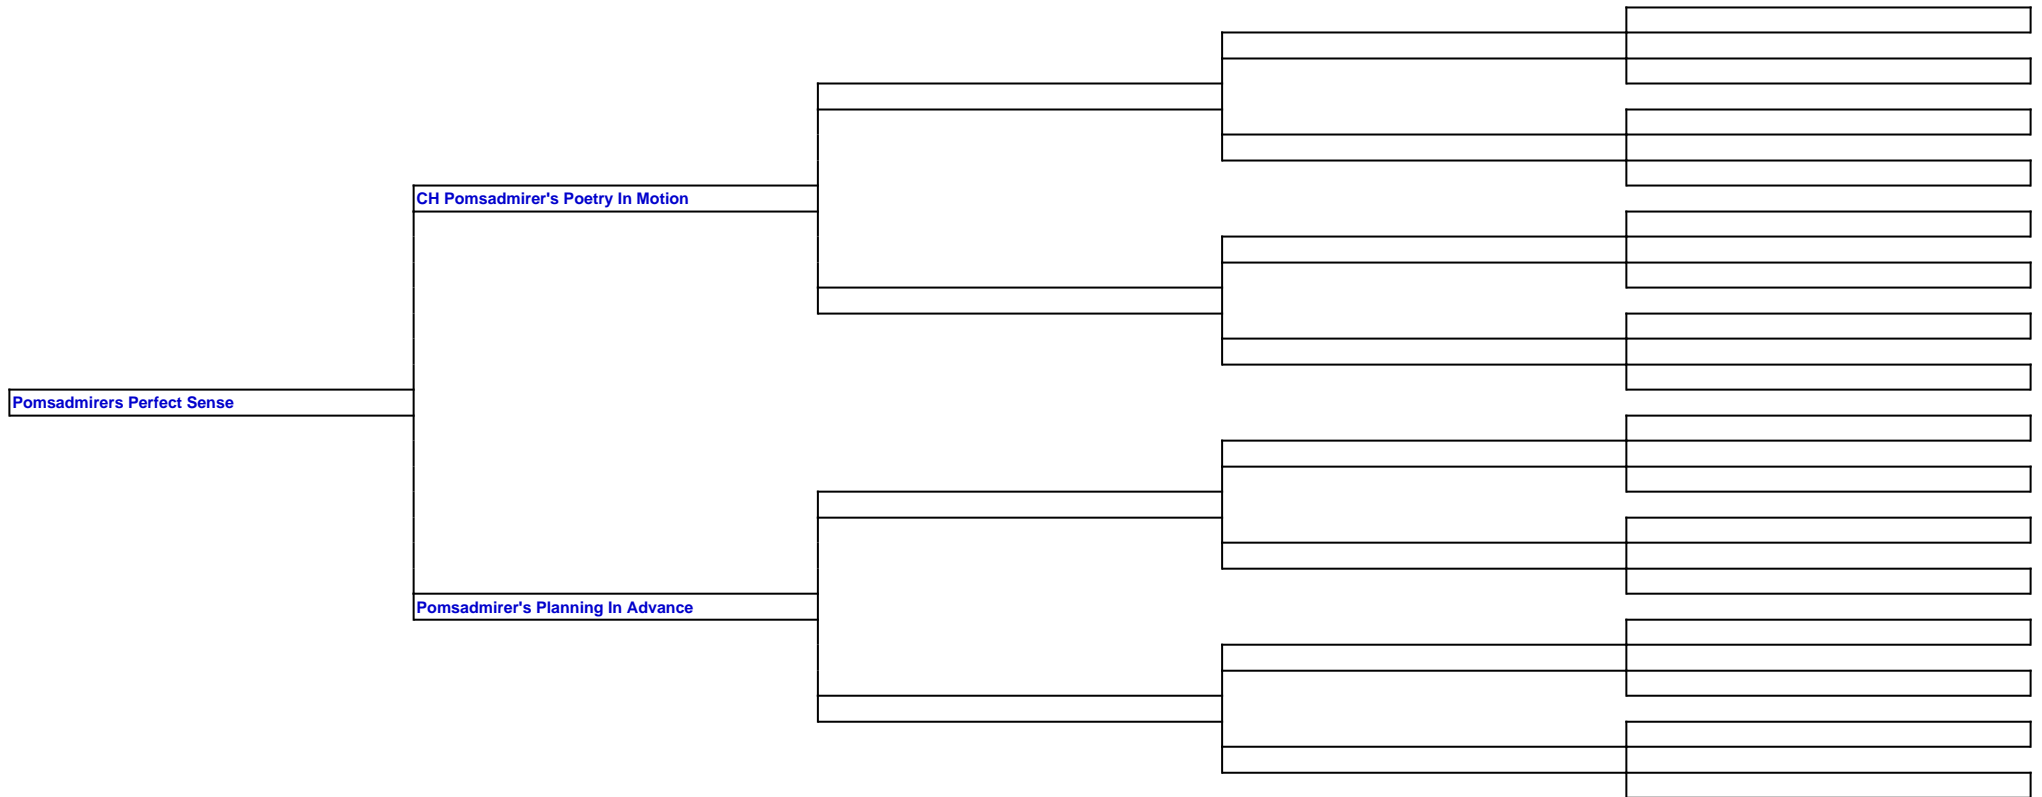 CH Pomsadmirer's Poetry In Motion
Pomsadmirers Perfect Sense
Pomsadmirer's Planning In Advance